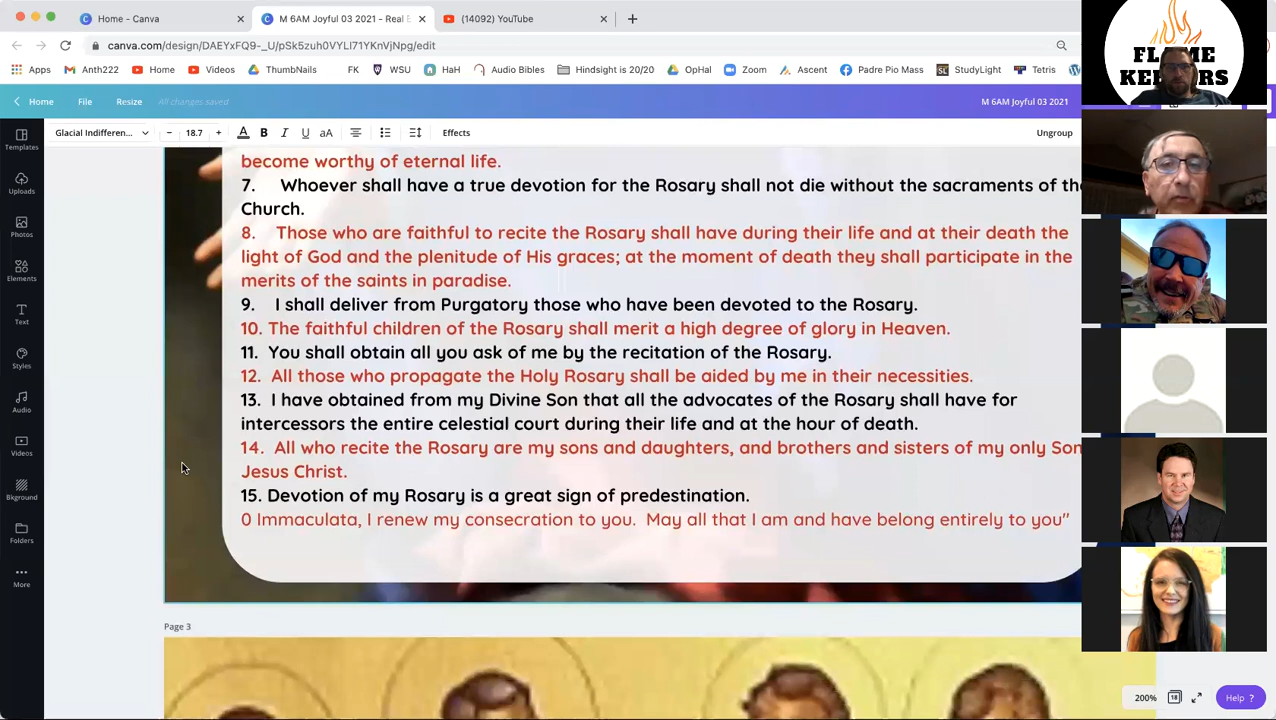 Home - Canva
M 6AM Joyful 03 2021 - Real E
(14092) YouTube
canva.com/design/DAEYxFQ9-_U/pSk5zuh0VYLI71YKnVjNpg/edit
Apps Anth222 Home Videos ThumbNails FK WSU HaH Audio Bibles Hindsight is 20/20 OpHal Zoom Ascent Padre Pio Mass StudyLight Tetris
FLAME
KEEPERS
Home File Resize All changes saved M 6AM Joyful 03 2021
Glacial Indifferen... 18.7 A B I U aA Effects Ungroup
Templates
Uploads
Photos
Elements
Text
Styles
Audio
Videos
Bkground
Folders
More
become worthy of eternal life.
7. Whoever shall have a true devotion for the Rosary shall not die without the sacraments of the
Church.
8. Those who are faithful to recite the Rosary shall have during their life and at their death the
light of God and the plenitude of His graces; at the moment of death they shall participate in the
merits of the saints in paradise.
9. I shall deliver from Purgatory those who have been devoted to the Rosary.
10. The faithful children of the Rosary shall merit a high degree of glory in Heaven.
11. You shall obtain all you ask of me by the recitation of the Rosary.
12. All those who propagate the Holy Rosary shall be aided by me in their necessities.
13. I have obtained from my Divine Son that all the advocates of the Rosary shall have for
intercessors the entire celestial court during their life and at the hour of death.
14. All who recite the Rosary are my sons and daughters, and brothers and sisters of my only Son
Jesus Christ.
15. Devotion of my Rosary is a great sign of predestination.
0 Immaculata, I renew my consecration to you. May all that I am and have belong entirely to you"
Page 3
200% 18 Help ?